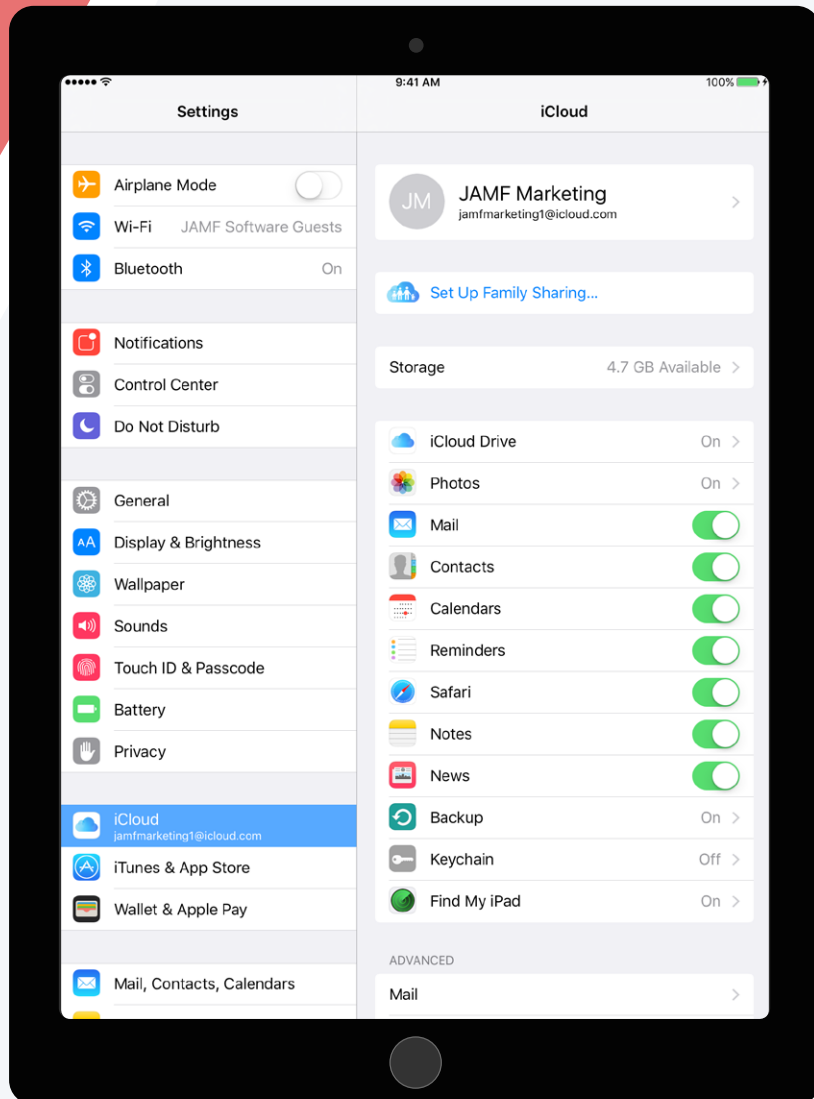 9:41 AM
100%
Settings
Airplane Mode
Wi-Fi JAMF Software Guests
Bluetooth On
Notifications
Control Center
Do Not Disturb
General
AA Display & Brightness
Wallpaper
Sounds
Touch ID & Passcode
Battery
Privacy
iCloud
jamfmarketing1@icloud.com
iTunes & App Store
Wallet & Apple Pay
Mail, Contacts, Calendars
iCloud
JM
JAMF Marketing
jamfmarketing1@icloud.com
Set Up Family Sharing...
Storage 4.7 GB Available
iCloud Drive On
Photos On
Mail
Contacts
Calendars
Reminders
Safari
Notes
News
Backup On
Keychain Off
Find My iPad On
ADVANCED
Mail